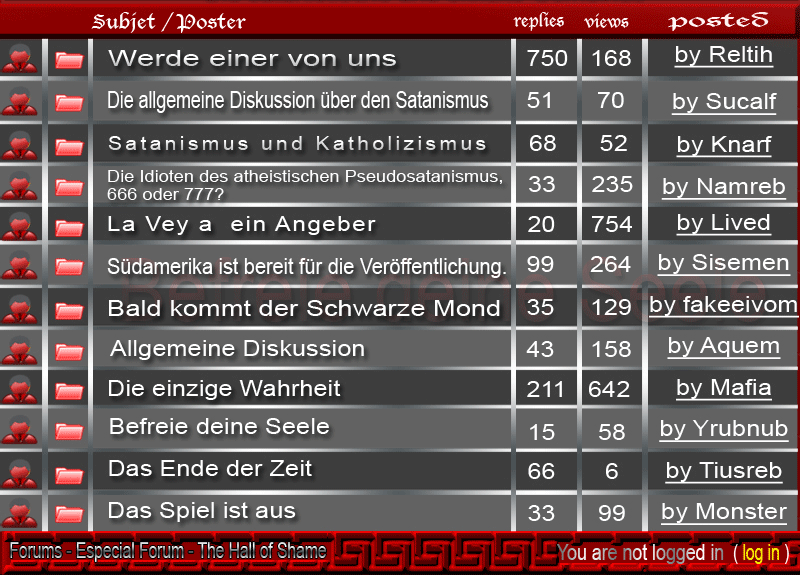 Subjet /Poster replies views posted
Werde einer von uns 750 168 by Reltih
Die allgemeine Diskussion über den Satanismus 51 70 by Sucalf
Satanismus und Katholizismus 68 52 by Knarf
Die Idioten des atheistischen Pseudosatanismus,
666 oder 777? 33 235 by Namreb
La Vey a ein Angeber 20 754 by Lived
Südamerika ist bereit für die Veröffentlichung. 99 264 by Sisemen
Befreie deine Seele
Bald kommt der Schwarze Mond 35 129 by fakeeivom
Allgemeine Diskussion 43 158 by Aquem
Die einzige Wahrheit 211 642 by Mafia
Befreie deine Seele 15 58 by Yrubnub
Das Ende der Zeit 66 6 by Tiusreb
Das Spiel ist aus 33 99 by Monster
Forums - Especial Forum - The Hall of Shame You are not logged in ( log in )